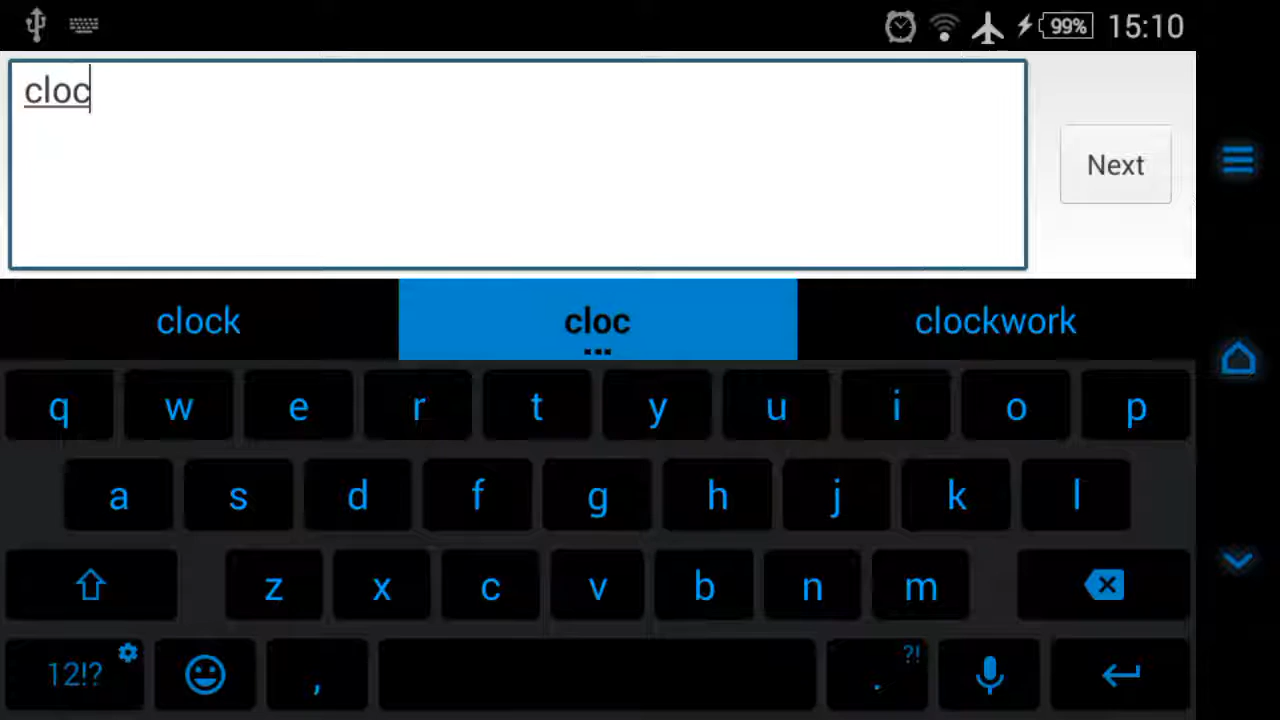 99% 15:10
cloc
Next
clock cloc clockwork
q w e r t y u i o p
a s d f g h j k l
z x c v b n m
12!? , . ?!